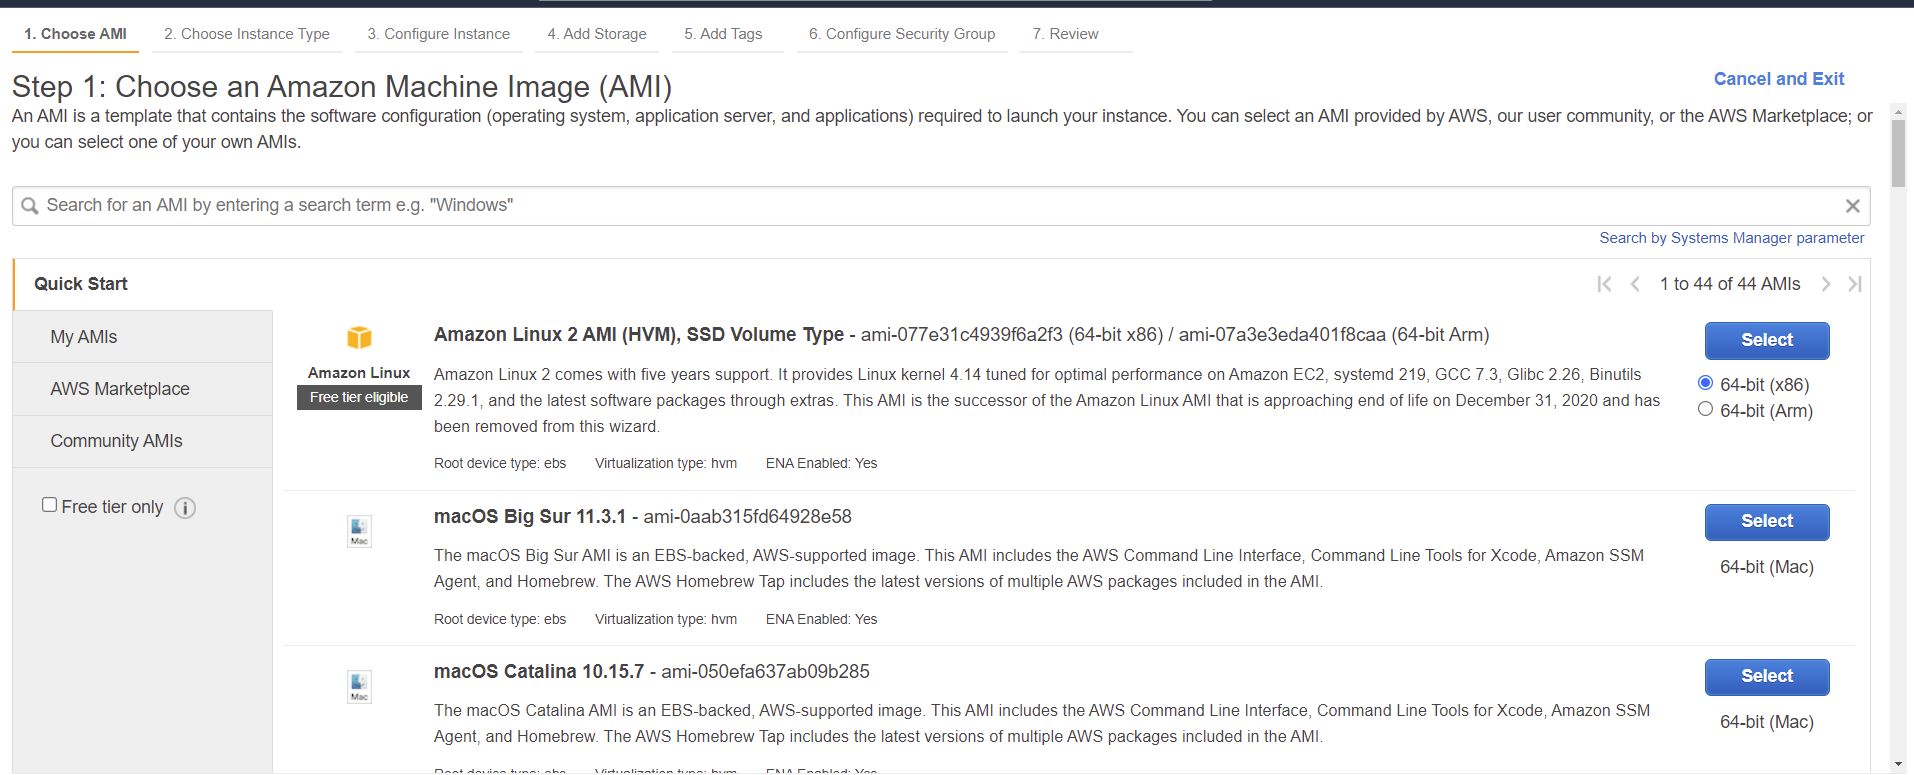 1. Choose AMI 2. Choose Instance Type 3. Configure Instance 4. Add Storage 5. Add Tags 6. Configure Security Group 7. Review
Step 1: Choose an Amazon Machine Image (AMI)
Cancel and Exit
An AMI is a template that contains the software configuration (operating system, application server, and applications) required to launch your instance. You can select an AMI provided by AWS, our user community, or the AWS Marketplace; or
you can select one of your own AMIs.
Search for an AMI by entering a search term e.g. "Windows"
Search by Systems Manager parameter
Quick Start
1 to 44 of 44 AMIs
My AMIs
AWS Marketplace
Community AMIs
Free tier only
Amazon Linux
Free tier eligible
Amazon Linux 2 AMI (HVM), SSD Volume Type - ami-077e31c4939f6a2f3 (64-bit x86) / ami-07a3e3eda401f8caa (64-bit Arm)
Amazon Linux 2 comes with five years support. It provides Linux kernel 4.14 tuned for optimal performance on Amazon EC2, systemd 219, GCC 7.3, Glibc 2.26, Binutils
2.29.1, and the latest software packages through extras. This AMI is the successor of the Amazon Linux AMI that is approaching end of life on December 31, 2020 and has
been removed from this wizard.
Root device type: ebs Virtualization type: hvm ENA Enabled: Yes
Select
64-bit (x86)
64-bit (Arm)
Mac
macOS Big Sur 11.3.1 - ami-0aab315fd64928e58
The macOS Big Sur AMI is an EBS-backed, AWS-supported image. This AMI includes the AWS Command Line Interface, Command Line Tools for Xcode, Amazon SSM
Agent, and Homebrew. The AWS Homebrew Tap includes the latest versions of multiple AWS packages included in the AMI.
Root device type: ebs Virtualization type: hvm ENA Enabled: Yes
Select
64-bit (Mac)
Mac
macOS Catalina 10.15.7 - ami-050efa637ab09b285
The macOS Catalina AMI is an EBS-backed, AWS-supported image. This AMI includes the AWS Command Line Interface, Command Line Tools for Xcode, Amazon SSM
Agent, and Homebrew. The AWS Homebrew Tap includes the latest versions of multiple AWS packages included in the AMI.
Root device type: ebs Virtualization type: hvm ENA Enabled: Yes
Select
64-bit (Mac)